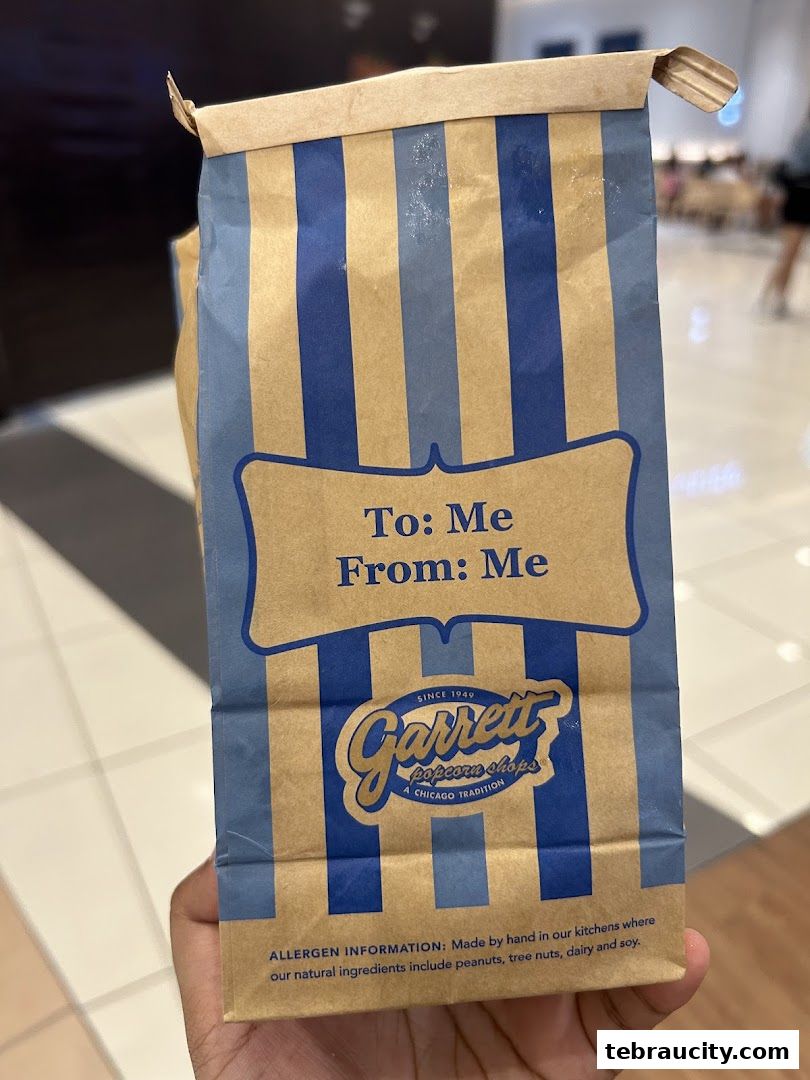 To: Me
From: Me
SINCE 1949
Garrett
popcorn shops®
A CHICAGO TRADITION
ALLERGEN INFORMATION: Made by hand in our kitchens where
our natural ingredients include peanuts, tree nuts, dairy and soy.
tebraucity.com